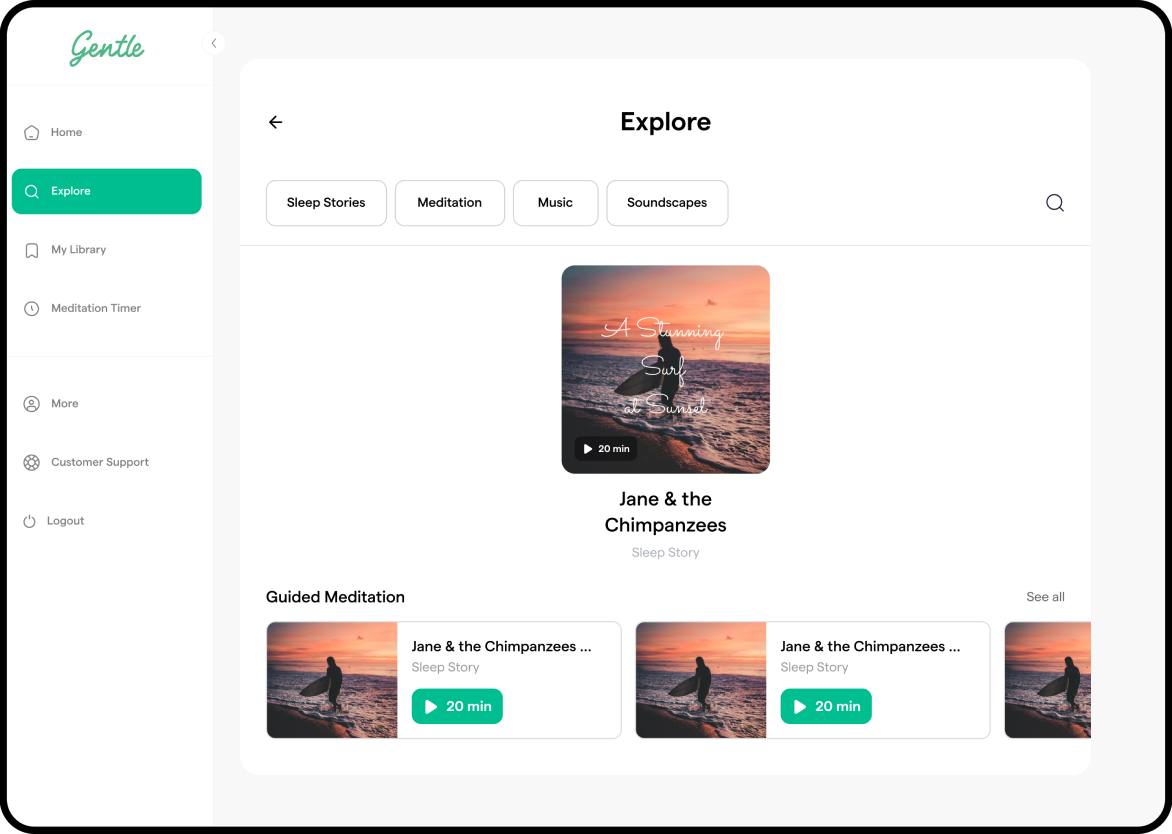 Gentle
Home
Explore
My Library
Meditation Timer
More
Customer Support
Logout
Explore
Sleep Stories
Meditation
Music
Soundscapes
A Stunning
Surf
at Sunset
20 min
Jane & the
Chimpanzees
Sleep Story
Guided Meditation
See all
Jane & the Chimpanzees ...
Sleep Story
20 min
Jane & the Chimpanzees ...
Sleep Story
20 min